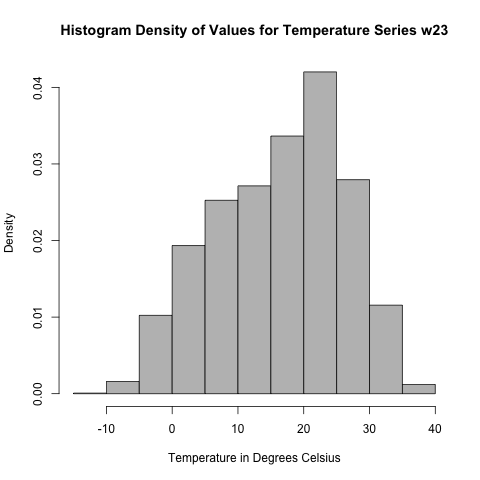 Histogram Density of Values for Temperature Series w23
Density
0.04
0.03
0.02
0.01
0.00
-10 0 10 20 30 40
Temperature in Degrees Celsius